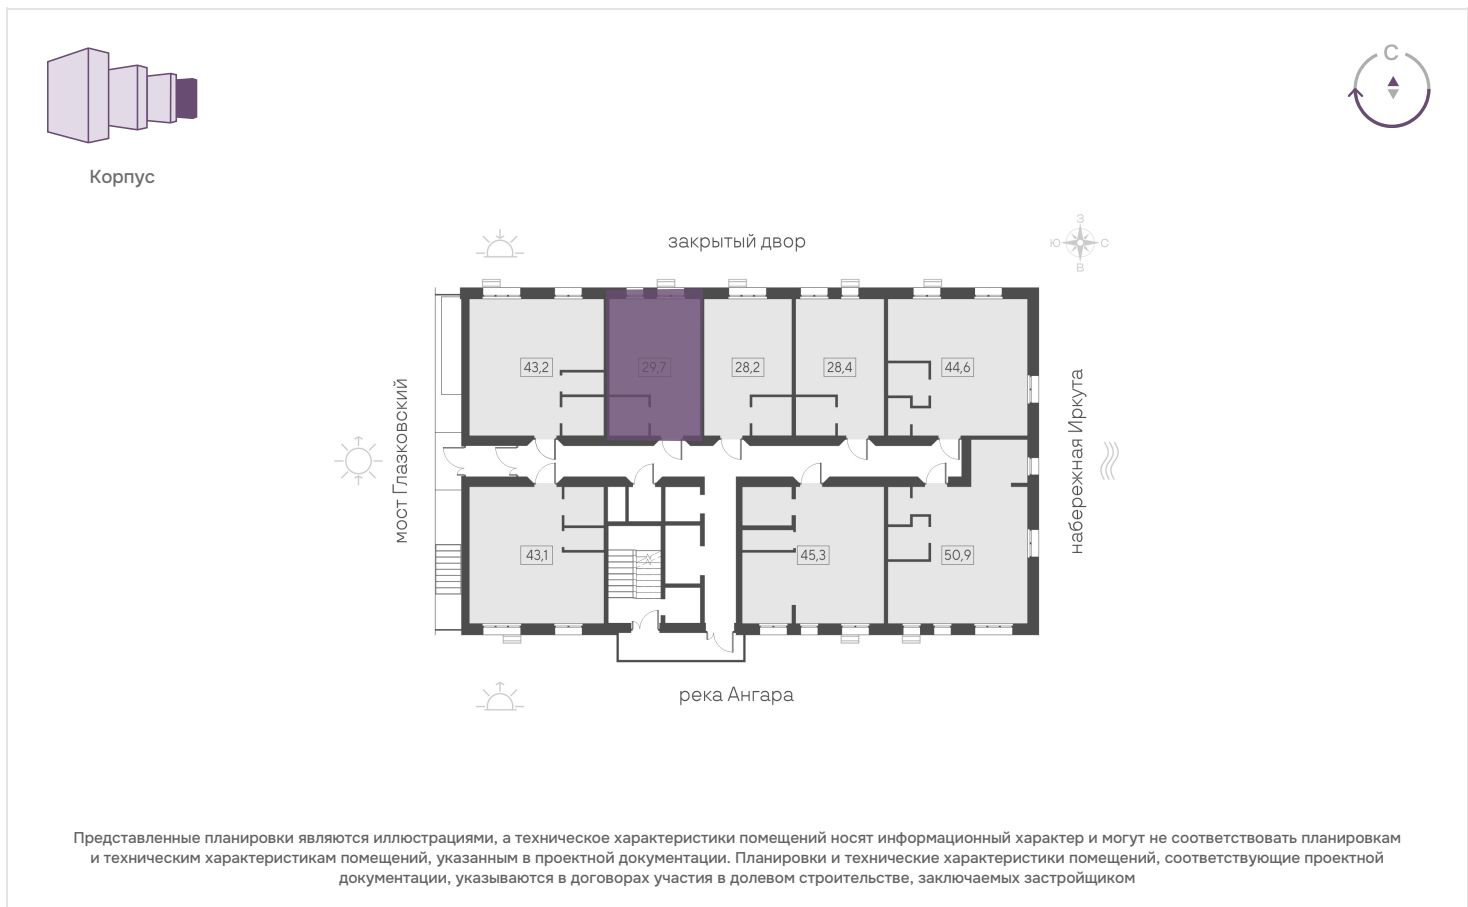 С
Корпус
закрытый двор
З
Ю
С
В
43,2
29,7
28,2
28,4
44,6
мост Глазковский
набережная Иркута
43,1
45,3
50,9
река Ангара
Представленные планировки являются иллюстрациями, а техническое характеристики помещений носят информационный характер и могут не соответствовать планировкам
и техническим характеристикам помещений, указанным в проектной документации. Планировки и технические характеристики помещений, соответствующие проектной
документации, указываются в договорах участия в долевом строительстве, заключаемых застройщиком